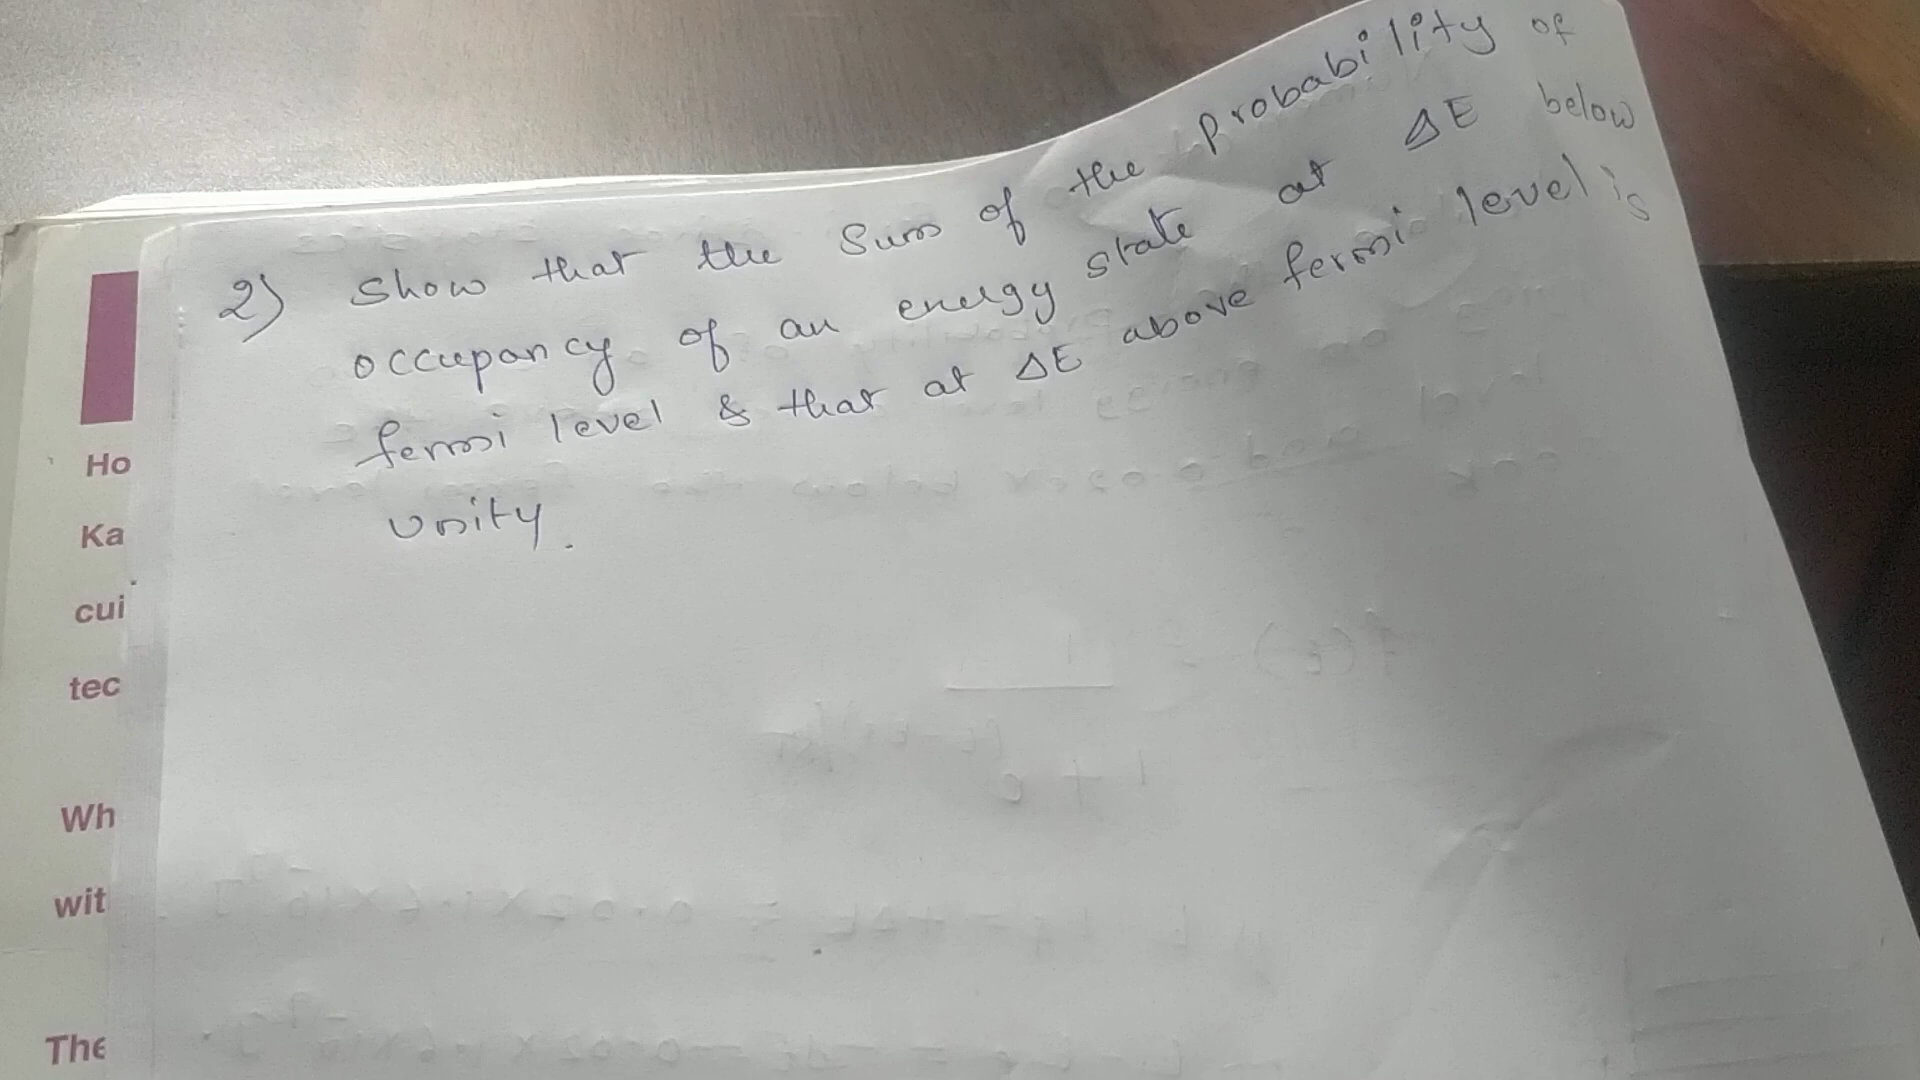 2) Show that the sum of the probability of
occupancy of an energy state at ΔE below
fermi level & that at ΔE above fermi level is
unity.
Ho
Ka
cui
tec
Wh
wit
The